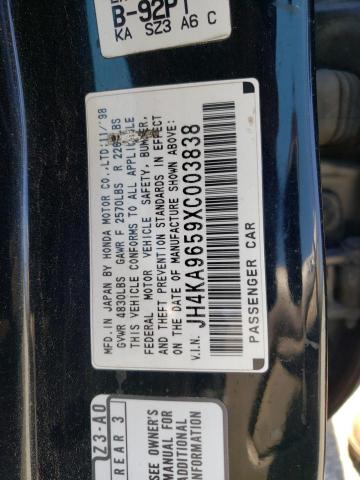 B-92P
KA SZ3 A6 C
MFD. IN JAPAN BY HONDA MOTOR CO., LTD. 11/'98
GVWR 4830LBS GAWR F 2570LBS R LBS
THIS VEHICLE CONFORMS TO ALL APPLICABLE
FEDERAL MOTOR VEHICLE SAFETY, BUMPER,
AND THEFT PREVENTION STANDARDS IN EFFECT
ON THE DATE OF MANUFACTURE SHOWN ABOVE:
V.I.N. JH4KA9659XC003838
PASSENGER CAR
Z3-A0
REAR 3
SEE OWNER'S
MANUAL FOR
ADDITIONAL
INFORMATION